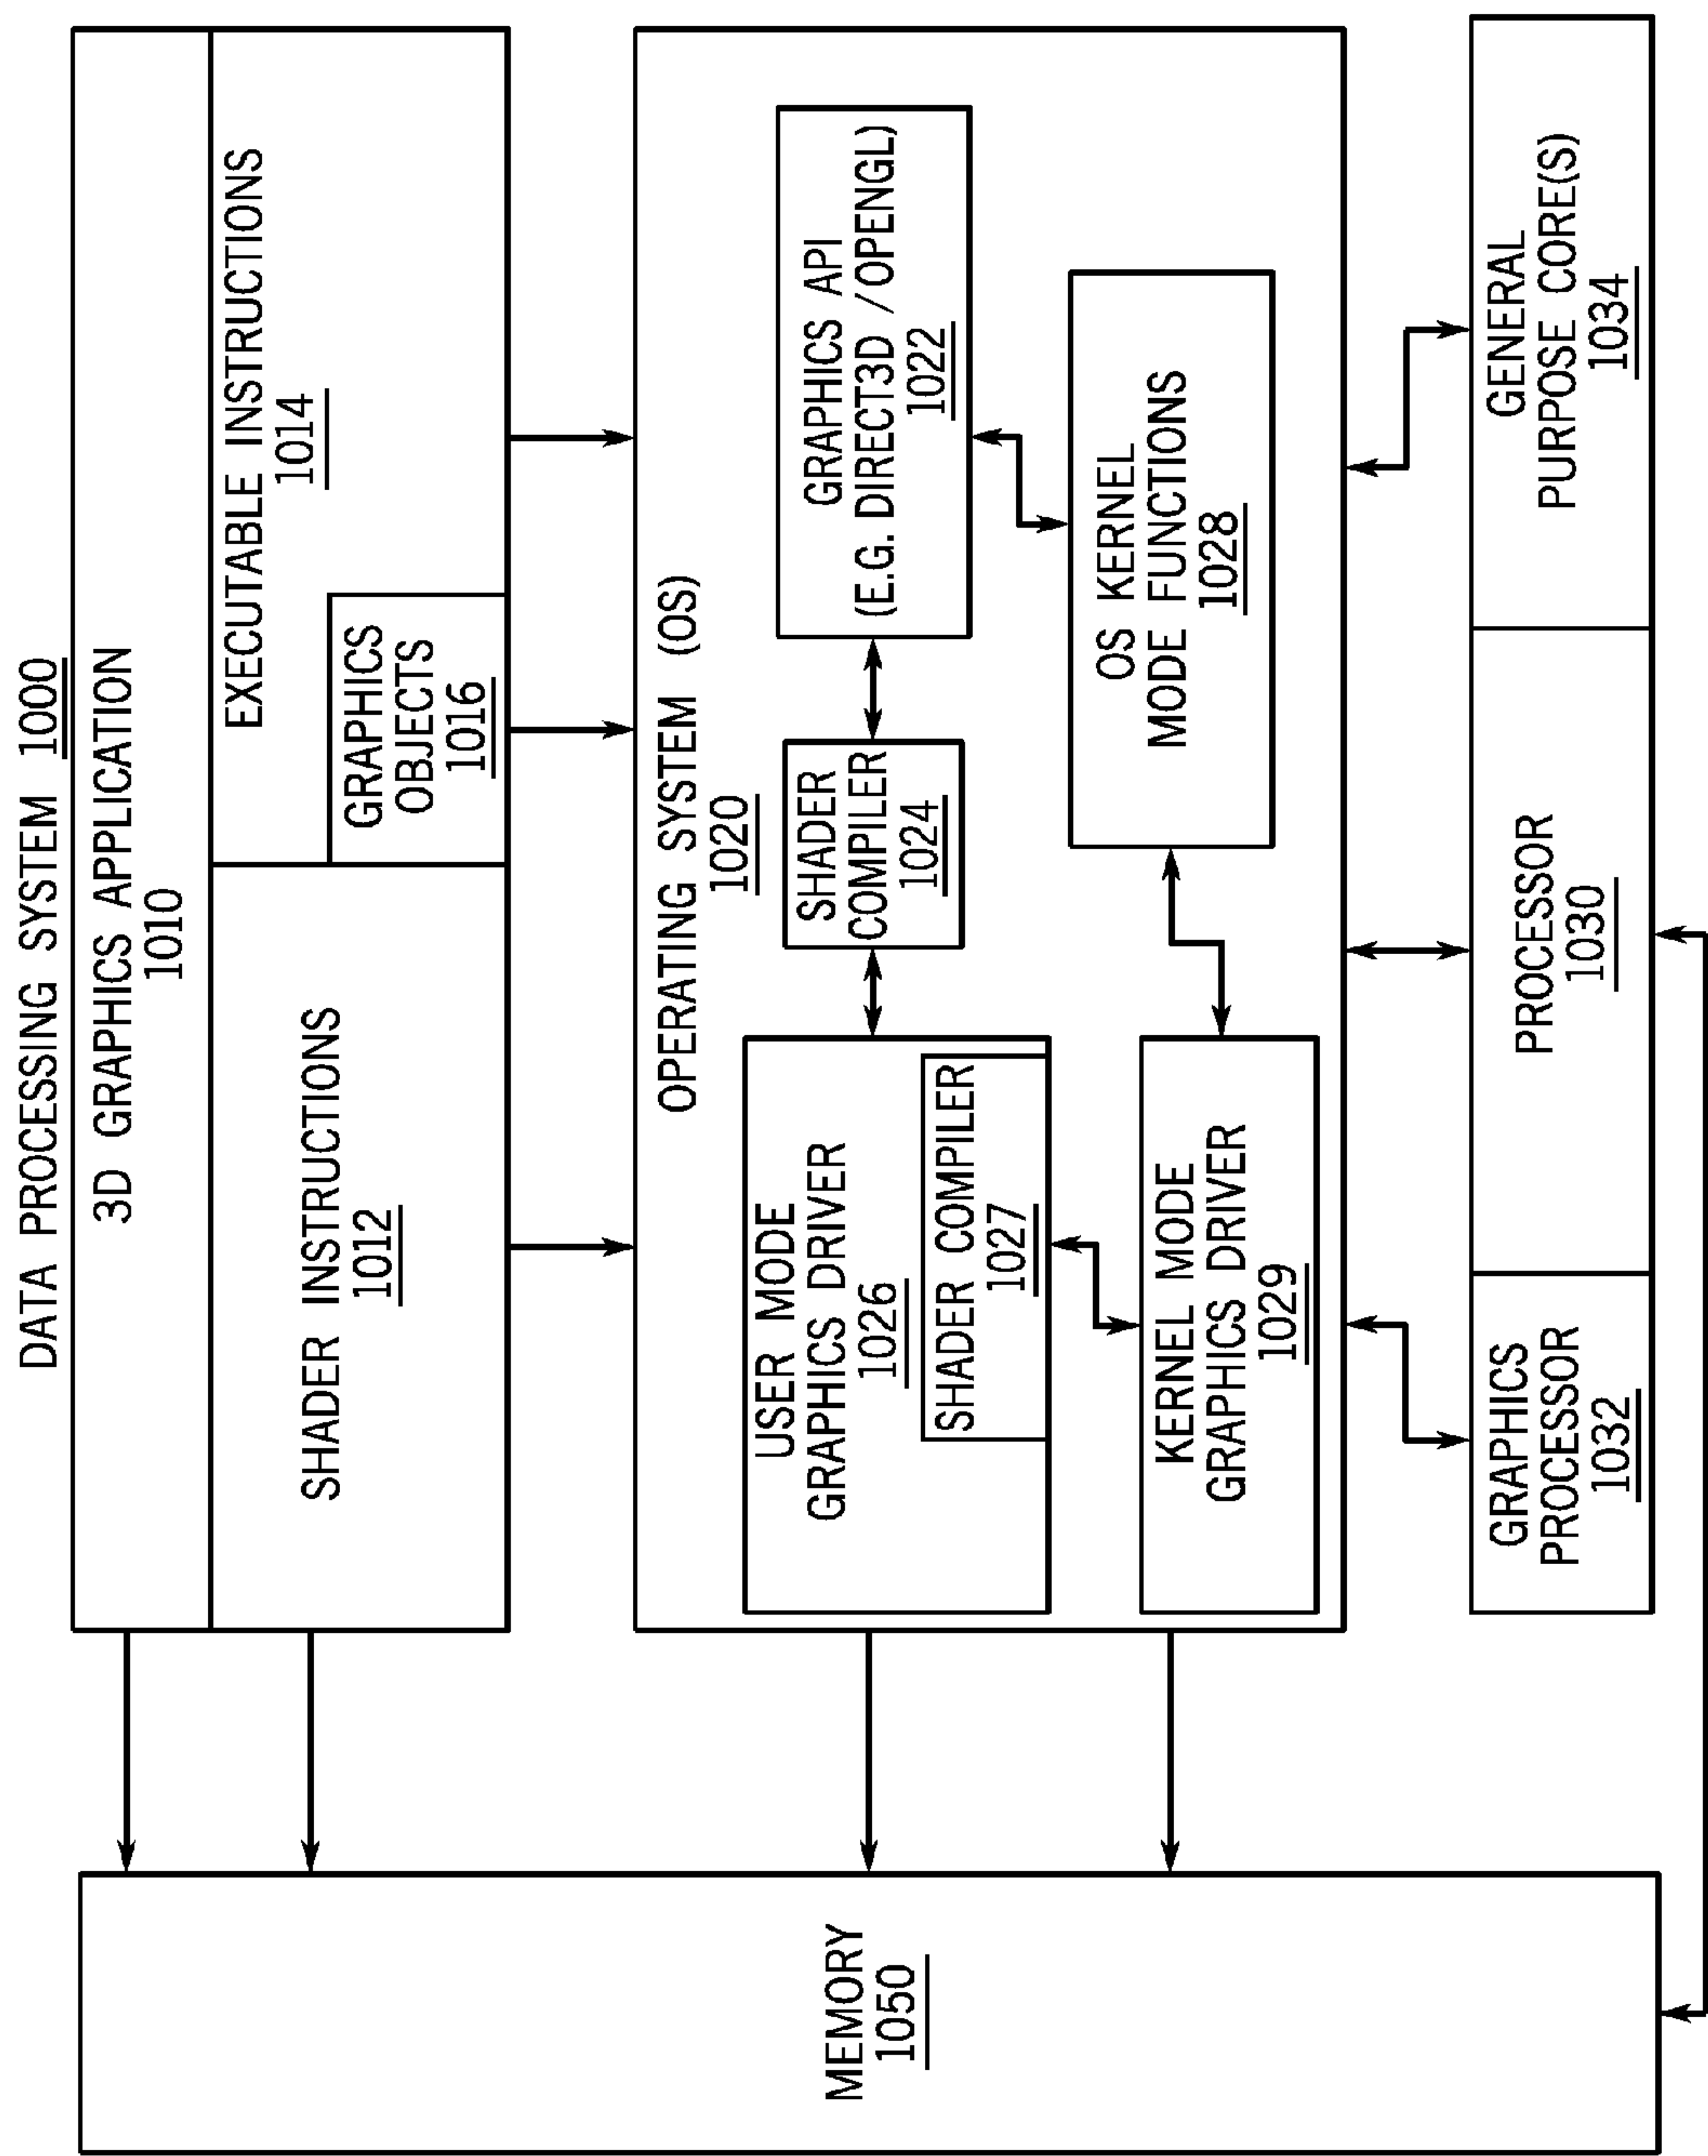 DATA PROCESSING SYSTEM 1000
3D GRAPHICS APPLICATION
1010
SHADER INSTRUCTIONS
1012
EXECUTABLE INSTRUCTIONS
1014
GRAPHICS
OBJECTS
1016
OPERATING SYSTEM (OS)
1020
USER MODE
GRAPHICS DRIVER
1026
SHADER COMPILER
1027
SHADER
COMPILER
1024
GRAPHICS API
(E.G. DIRECT3D /OPENGL)
1022
KERNEL MODE
GRAPHICS DRIVER
1029
OS KERNEL
MODE FUNCTIONS
1028
GRAPHICS
PROCESSOR
1032
PROCESSOR
1030
GENERAL
PURPOSE CORE(S)
1034
MEMORY
1050